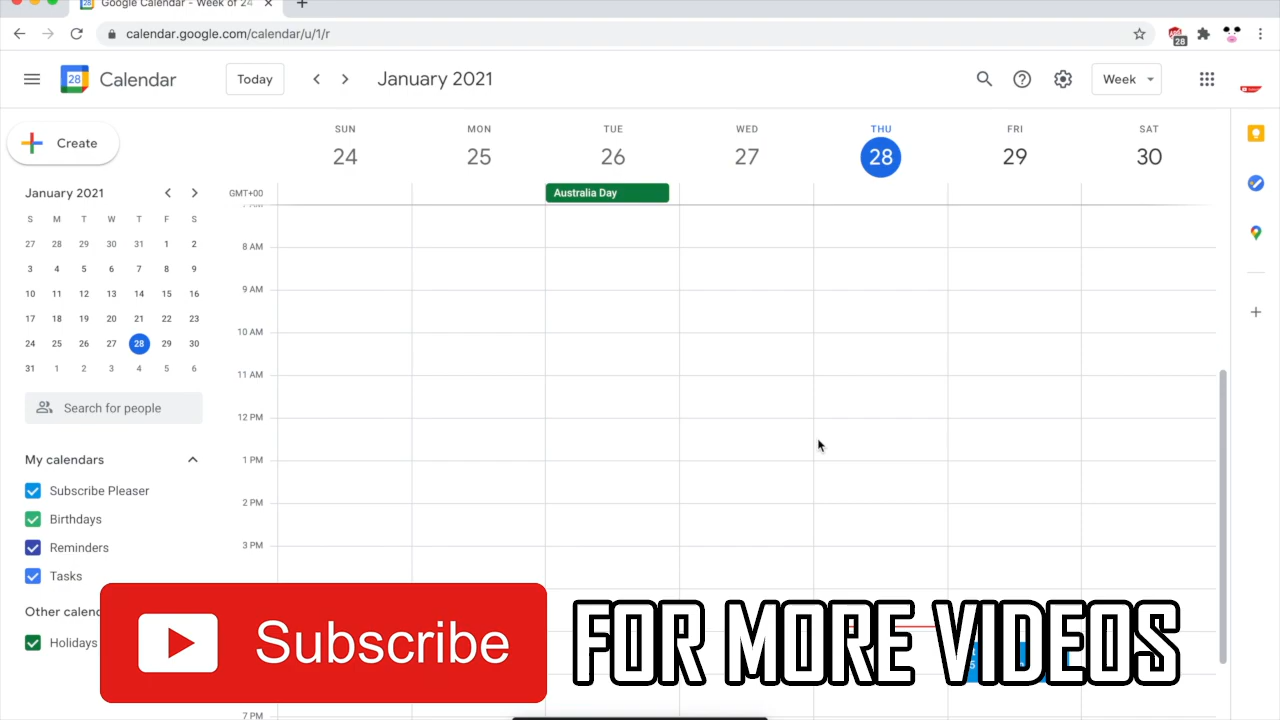 Google Calendar - Week of 24
calendar.google.com/calendar/u/1/r
28
28
Calendar
Today
January 2021
Week
Create
SUN MON TUE WED THU FRI SAT
24 25 26 27 28 29 30
January 2021
S M T W T F S
27 28 29 30 31 1 2
3 4 5 6 7 8 9
10 11 12 13 14 15 16
17 18 19 20 21 22 23
24 25 26 27 28 29 30
31 1 2 3 4 5 6
GMT+00
Australia Day
8 AM
9 AM
10 AM
11 AM
12 PM
1 PM
2 PM
3 PM
7 PM
Search for people
My calendars
Subscribe Pleaser
Birthdays
Reminders
Tasks
Other calend
Holidays
Subscribe
FOR MORE VIDEOS